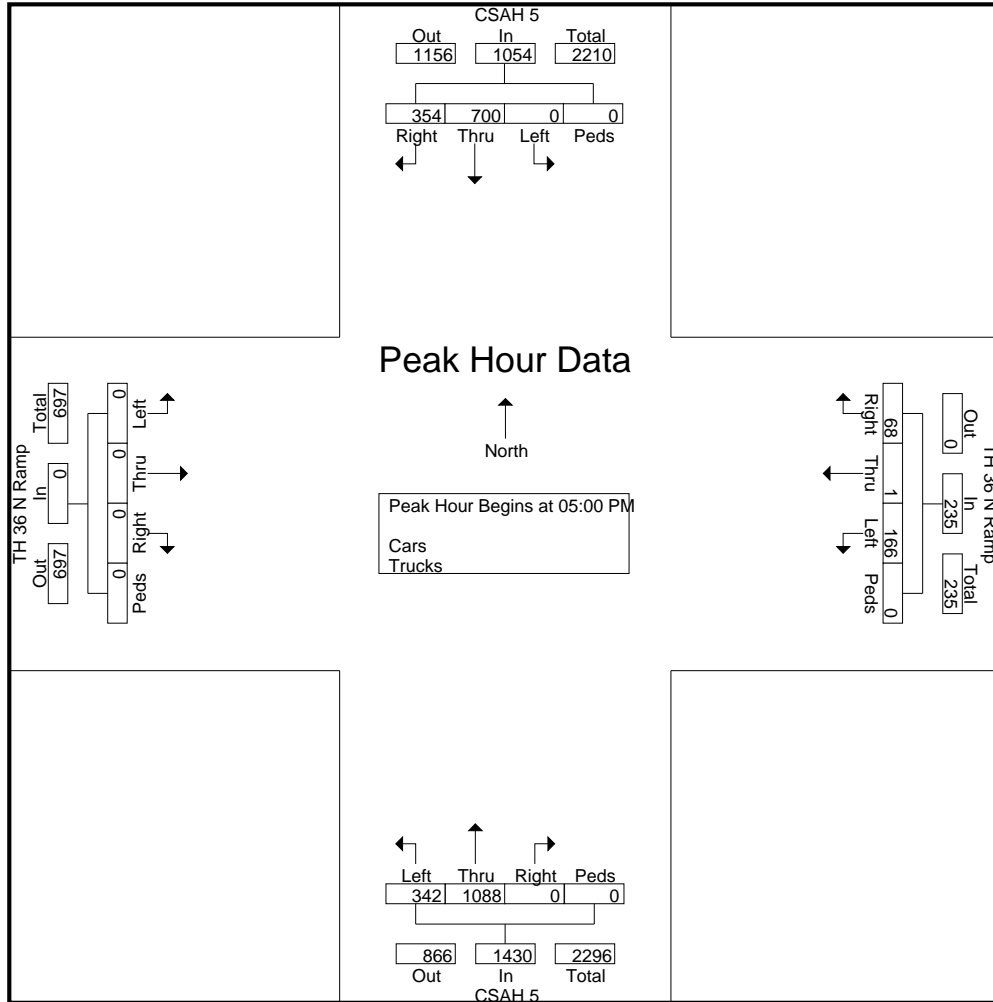 CSAH 5
Out In Total
1156 1054 2210
354 700 0 0
Right Thru Left Peds
Peak Hour Data
North
Peak Hour Begins at 05:00 PM
Cars
Trucks
TH 36 N Ramp
Out In Total
697 0 697
0 0 0 0
Left Thru Right Peds
TH 36 N Ramp
Out In Total
0 235 235
68 1 166 0
Right Thru Left Peds
Left Thru Right Peds
342 1088 0 0
866 1430 2296
Out In Total
CSAH 5